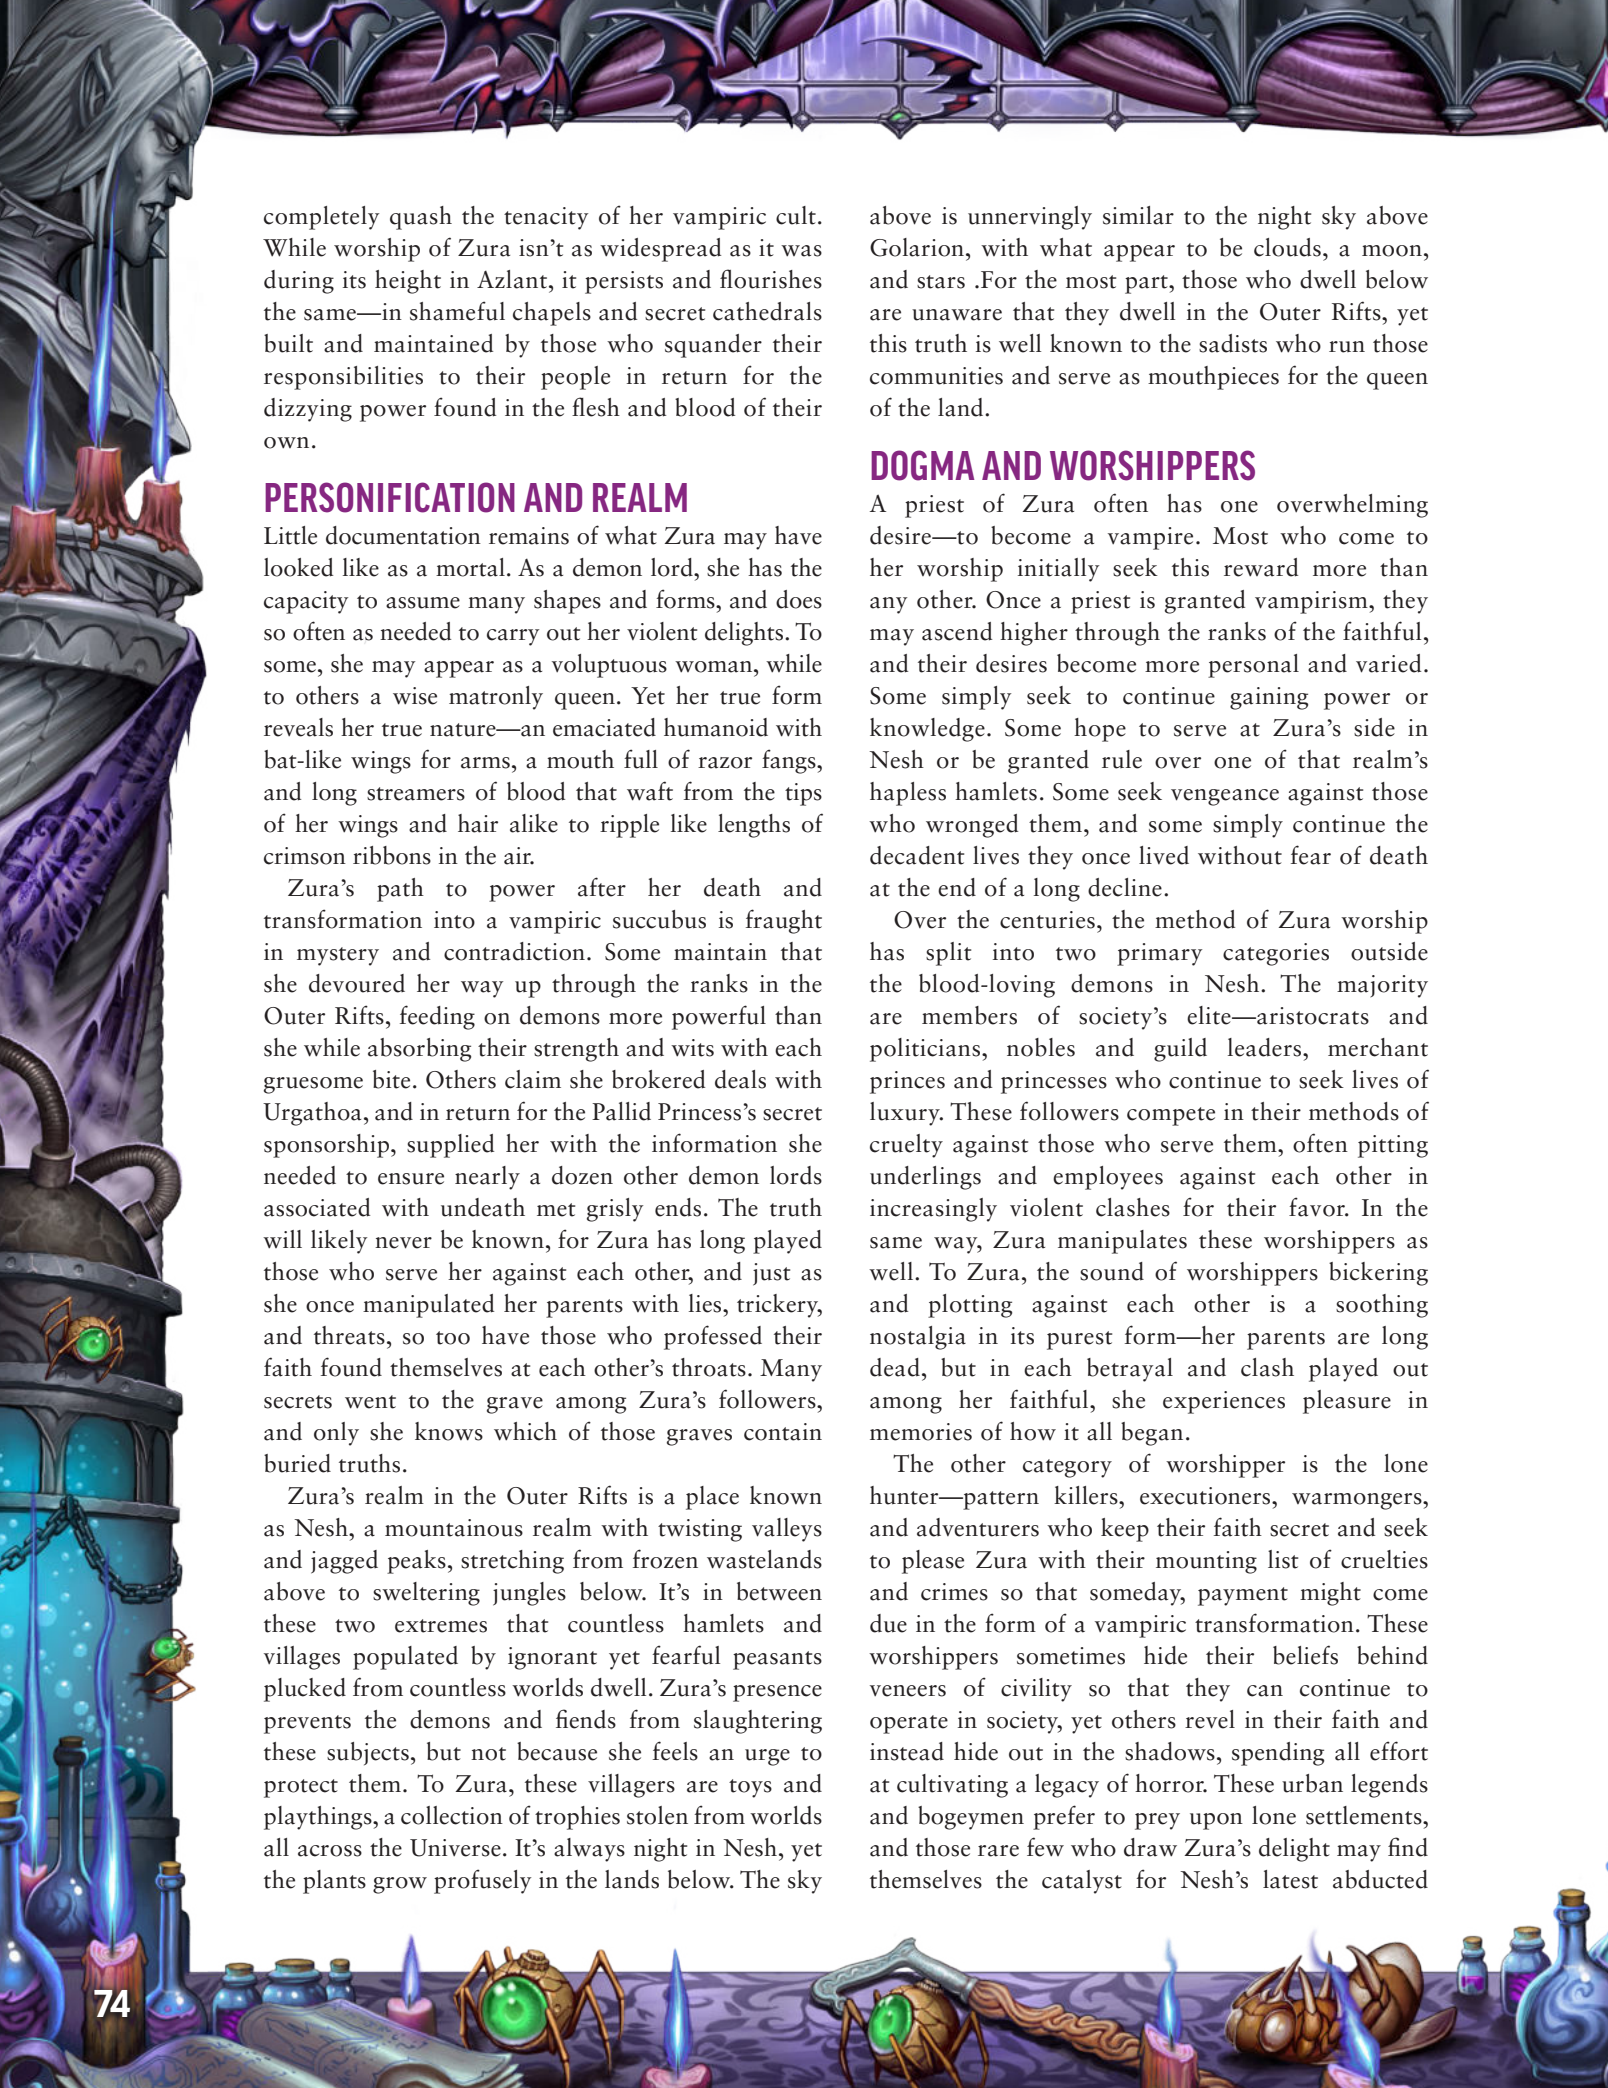 completely quash the tenacity of her vampiric cult.
While worship of Zura isn’t as widespread as it was
during its height in Azlant, it persists and flourishes
the same—in shameful chapels and secret cathedrals
built and maintained by those who squander their
responsibilities to their people in return for the
dizzying power found in the flesh and blood of their
own.
PERSONIFICATION AND REALM
Little documentation remains of what Zura may have
looked like as a mortal. As a demon lord, she has the
capacity to assume many shapes and forms, and does
so often as needed to carry out her violent delights. To
some, she may appear as a voluptuous woman, while
to others a wise matronly queen. Yet her true form
reveals her true nature—an emaciated humanoid with
bat-like wings for arms, a mouth full of razor fangs,
and long streamers of blood that waft from the tips
of her wings and hair alike to ripple like lengths of
crimson ribbons in the air.
Zura’s path to power after her death and
transformation into a vampiric succubus is fraught
in mystery and contradiction. Some maintain that
she devoured her way up through the ranks in the
Outer Rifts, feeding on demons more powerful than
she while absorbing their strength and wits with each
gruesome bite. Others claim she brokered deals with
Urgathoa, and in return for the Pallid Princess’s secret
sponsorship, supplied her with the information she
needed to ensure nearly a dozen other demon lords
associated with undeath met grisly ends. The truth
will likely never be known, for Zura has long played
those who serve her against each other, and just as
she once manipulated her parents with lies, trickery,
and threats, so too have those who professed their
faith found themselves at each other’s throats. Many
secrets went to the grave among Zura’s followers,
and only she knows which of those graves contain
buried truths.
Zura’s realm in the Outer Rifts is a place known
as Nesh, a mountainous realm with twisting valleys
and jagged peaks, stretching from frozen wastelands
above to sweltering jungles below. It’s in between
these two extremes that countless hamlets and
villages populated by ignorant yet fearful peasants
plucked from countless worlds dwell. Zura’s presence
prevents the demons and fiends from slaughtering
these subjects, but not because she feels an urge to
protect them. To Zura, these villagers are toys and
playthings, a collection of trophies stolen from worlds
all across the Universe. It’s always night in Nesh, yet
the plants grow profusely in the lands below. The sky
above is unnervingly similar to the night sky above
Golarion, with what appear to be clouds, a moon,
and stars .For the most part, those who dwell below
are unaware that they dwell in the Outer Rifts, yet
this truth is well known to the sadists who run those
communities and serve as mouthpieces for the queen
of the land.
DOGMA AND WORSHIPPERS
A priest of Zura often has one overwhelming
desire—to become a vampire. Most who come to
her worship initially seek this reward more than
any other. Once a priest is granted vampirism, they
may ascend higher through the ranks of the faithful,
and their desires become more personal and varied.
Some simply seek to continue gaining power or
knowledge. Some hope to serve at Zura’s side in
Nesh or be granted rule over one of that realm’s
hapless hamlets. Some seek vengeance against those
who wronged them, and some simply continue the
decadent lives they once lived without fear of death
at the end of a long decline.
Over the centuries, the method of Zura worship
has split into two primary categories outside
the blood-loving demons in Nesh. The majority
are members of society’s elite—aristocrats and
politicians, nobles and guild leaders, merchant
princes and princesses who continue to seek lives of
luxury. These followers compete in their methods of
cruelty against those who serve them, often pitting
underlings and employees against each other in
increasingly violent clashes for their favor. In the
same way, Zura manipulates these worshippers as
well. To Zura, the sound of worshippers bickering
and plotting against each other is a soothing
nostalgia in its purest form—her parents are long
dead, but in each betrayal and clash played out
among her faithful, she experiences pleasure in
memories of how it all began.
The other category of worshipper is the lone
hunter—pattern killers, executioners, warmongers,
and adventurers who keep their faith secret and seek
to please Zura with their mounting list of cruelties
and crimes so that someday, payment might come
due in the form of a vampiric transformation. These
worshippers sometimes hide their beliefs behind
veneers of civility so that they can continue to
operate in society, yet others revel in their faith and
instead hide out in the shadows, spending all effort
at cultivating a legacy of horror. These urban legends
and bogeymen prefer to prey upon lone settlements,
and those rare few who draw Zura’s delight may find
themselves the catalyst for Nesh’s latest abducted
74